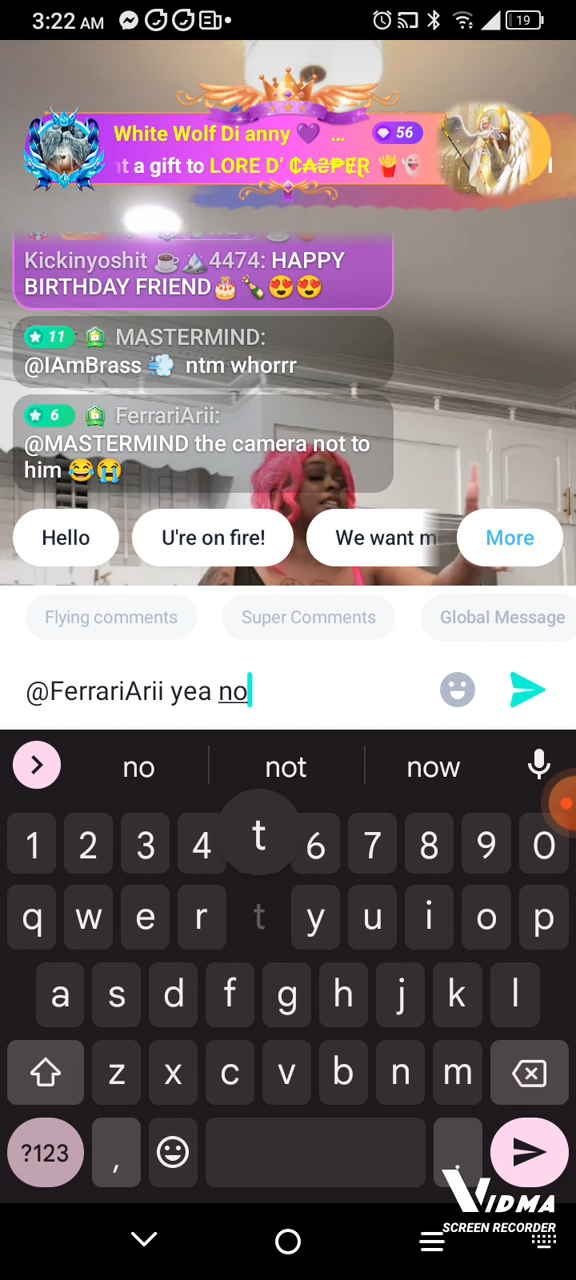 3:22 AM
19
White Wolf Di anny 💜 ...
56
nt a gift to LORE D' ₵₳₴₱ɆⱤ 🍟👻
Kickinyoshit ☕🏔️4474: HAPPY
BIRTHDAY FRIEND🎂🍾😍😍
11 MASTERMIND:
@IAmBrass 💨 ntm whorrr
6 FerrariArii:
@MASTERMIND the camera not to
him 😂😭
Hello
U're on fire!
We want m
More
Flying comments
Super Comments
Global Message
@FerrariArii yea no
no
not
now
t
1 2 3 4 6 7 8 9 0
q w e r t y u i o p
a s d f g h j k l
z x c v b n m
?123 , .
VIDMA
SCREEN RECORDER